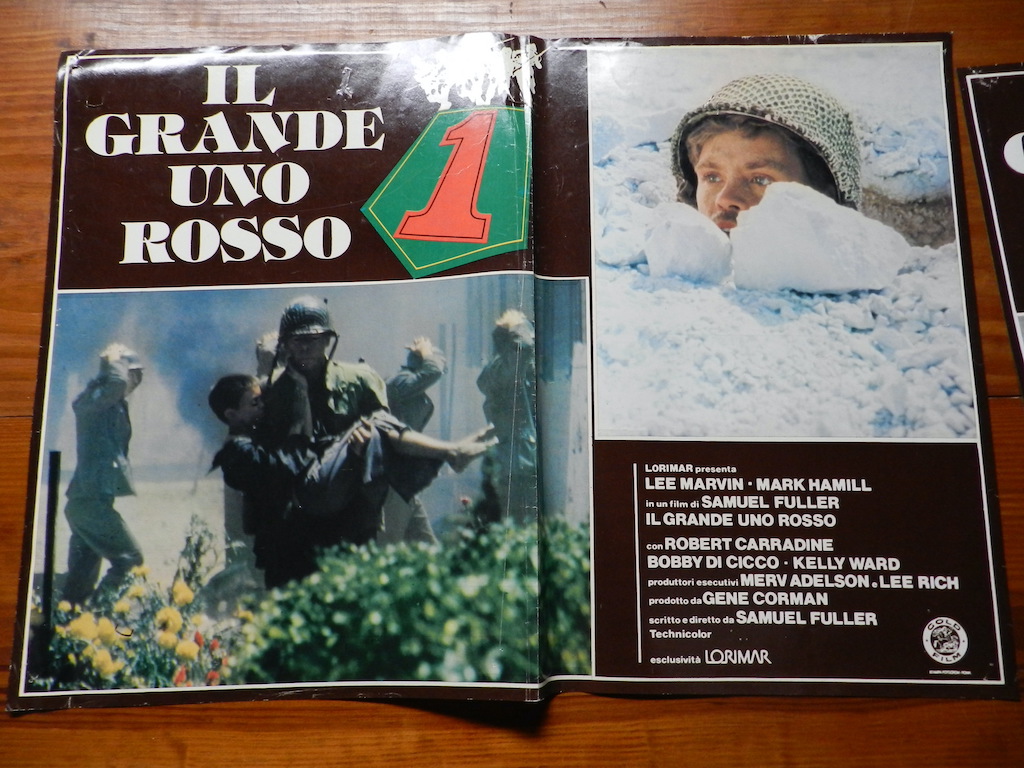 IL
GRANDE
UNO
ROSSO
1
LORIMAR presenta
LEE MARVIN · MARK HAMILL
in un film di SAMUEL FULLER
IL GRANDE UNO ROSSO
con ROBERT CARRADINE
BOBBY DI CICCO · KELLY WARD
produttori esecutivi MERV ADELSON e LEE RICH
prodotto da GENE CORMAN
scritto e diretto da SAMUEL FULLER
Technicolor
esclusività LORIMAR
GOLD
FILM